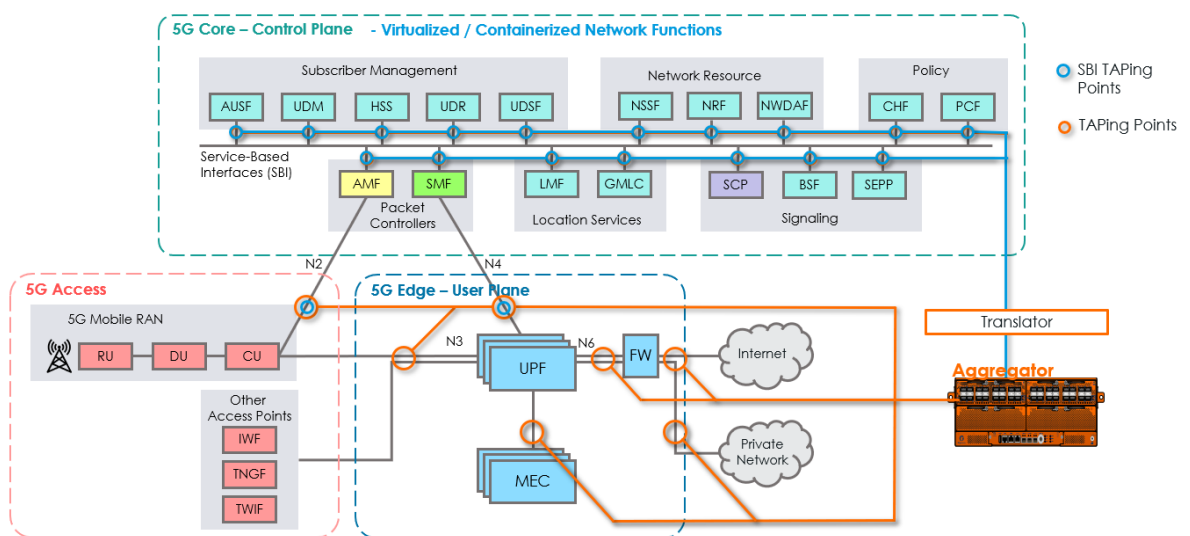 5G Core – Control Plane - Virtualized / Containerized Network Functions
Subscriber Management
Network Resource
Policy
AUSF
UDM
HSS
UDR
UDSF
NSSF
NRF
NWDAF
CHF
PCF
SBI TAPing
Points
TAPing Points
Service-Based
Interfaces (SBI)
AMF
SMF
LMF
GMLC
SCP
BSF
SEPP
Packet
Controllers
Location Services
Signaling
N2
N4
5G Access
5G Edge – User Plane
5G Mobile RAN
RU
DU
CU
N3
UPF
N6
FW
Internet
Translator
Aggregator
Other
Access Points
IWF
TNGF
TWIF
MEC
Private
Network